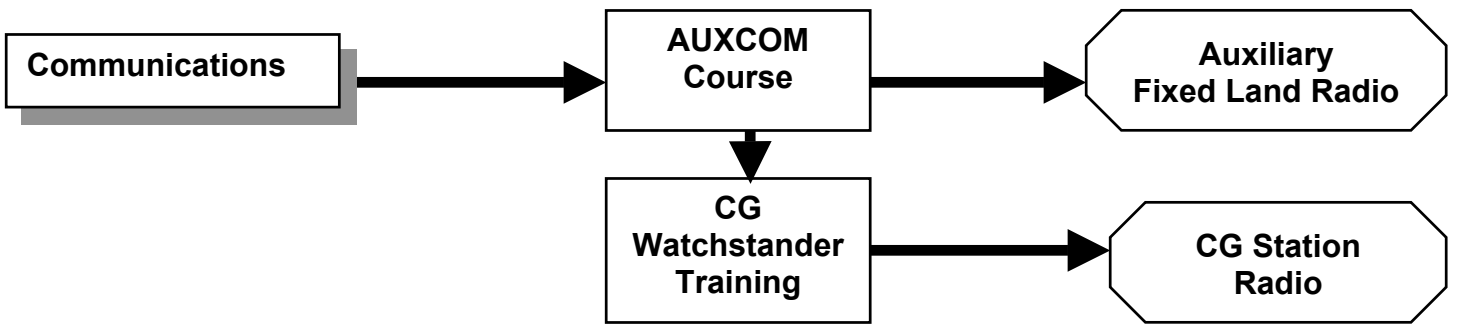 Communications
AUXCOM
Course
Auxiliary
Fixed Land Radio
CG
Watchstander
Training
CG Station
Radio